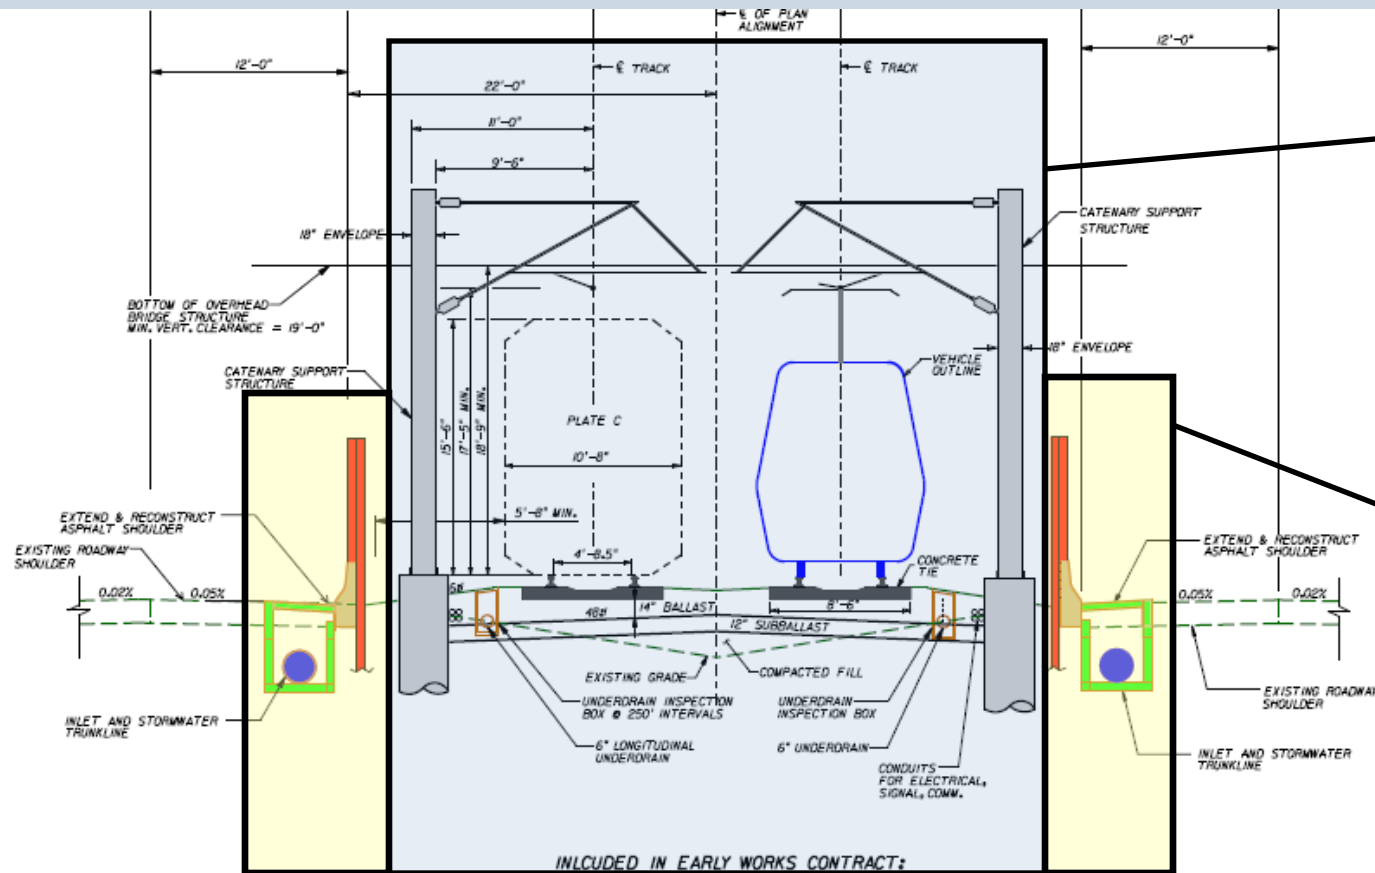 ℄ OF PLAN
ALIGNMENT
12'-0"
12'-0"
℄ TRACK
℄ TRACK
22'-0"
11'-0"
9'-6"
CATENARY SUPPORT
STRUCTURE
18" ENVELOPE
BOTTOM OF OVERHEAD
BRIDGE STRUCTURE
MIN. VERT. CLEARANCE = 19'-0"
18" ENVELOPE
VEHICLE
OUTLINE
CATENARY SUPPORT
STRUCTURE
15'-6"
17'-5" MIN.
18'-9" MIN.
PLATE C
10'-8"
5'-8" MIN.
EXTEND & RECONSTRUCT
ASPHALT SHOULDER
EXISTING ROADWAY
SHOULDER
4'-8.5"
CONCRETE
TIE
EXTEND & RECONSTRUCT
ASPHALT SHOULDER
0.02%
0.05%
0.05%
0.02%
14" BALLAST
8'-6"
48:1
12" SUBBALLAST
EXISTING GRADE
COMPACTED FILL
UNDERDRAIN INSPECTION
BOX @ 250' INTERVALS
UNDERDRAIN
INSPECTION BOX
EXISTING ROADWAY
SHOULDER
INLET AND STORMWATER
TRUNKLINE
6" LONGITUDINAL
UNDERDRAIN
6" UNDERDRAIN
INLET AND STORMWATER
TRUNKLINE
CONDUITS
FOR ELECTRICAL,
SIGNAL, COMM.
INLCUDED IN EARLY WORKS CONTRACT: